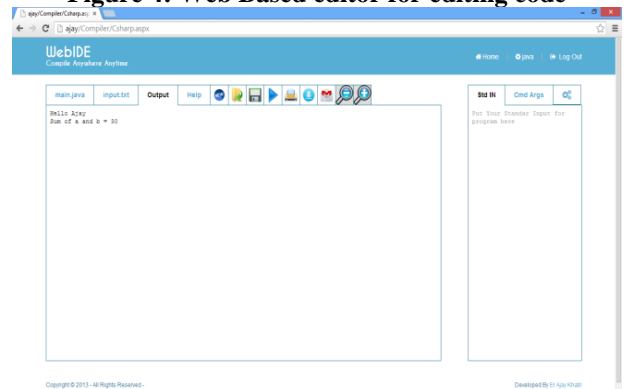 Figure 4: Web Based editor for editing code
ajay/Compiler/Csharp.asp
ajay/Compiler/Csharp.aspx
WebIDE
Compile Anywhere Anytime
Home java Log Out
main.java input.txt Output Help
Std IN Cmd Args
Hello Ajay
Sum of a and b = 30
Put Your Stander Input for
program here
Copyright © 2013 - All Rights Reserved -
Developed By Er Ajay Khatri